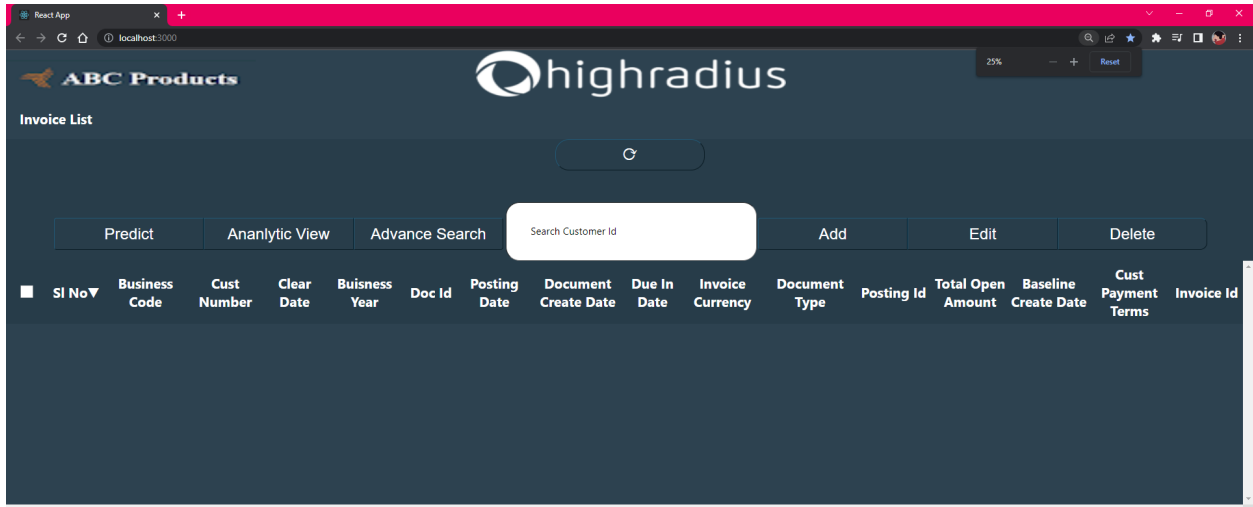 React App
localhost:3000
ABC Products
highradius
25%
Reset
Invoice List
Predict
Ananlytic View
Advance Search
Search Customer Id
Add
Edit
Delete
Sl No▼
Business
Code
Cust
Number
Clear
Date
Buisness
Year
Doc Id
Posting
Date
Document
Create Date
Due In
Date
Invoice
Currency
Document
Type
Posting Id
Total Open
Amount
Baseline
Create Date
Cust
Payment
Terms
Invoice Id